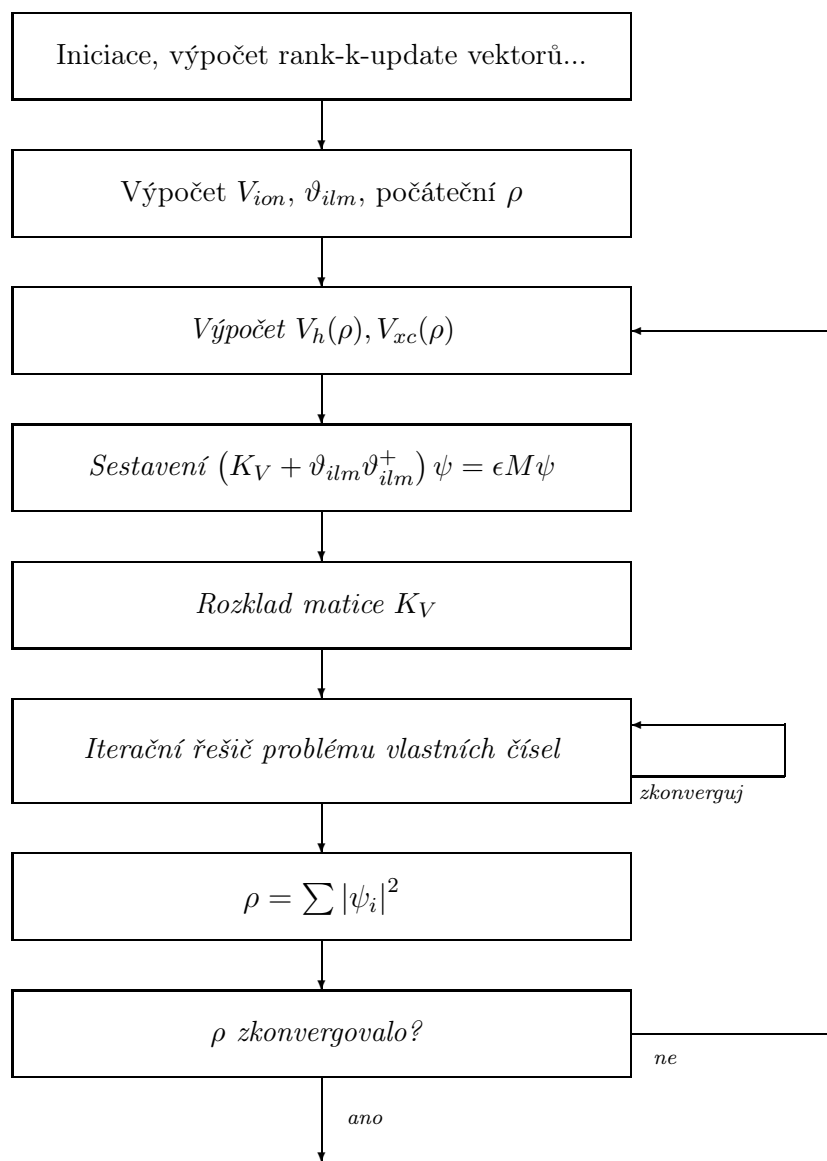 Iniciace, výpočet rank-k-update vektorů...
Výpočet V_{ion}, ϑ_{ilm}, počáteční ρ
Výpočet V_h(ρ), V_{xc}(ρ)
Sestavení (K_V + ϑ_{ilm}ϑ^+_{ilm}) ψ = ϵMψ
Rozklad matice K_V
Iterační řešič problému vlastních čísel
zkonverguj
ρ = ∑ |ψ_i|^2
ρ zkonvergovalo?
ne
ano